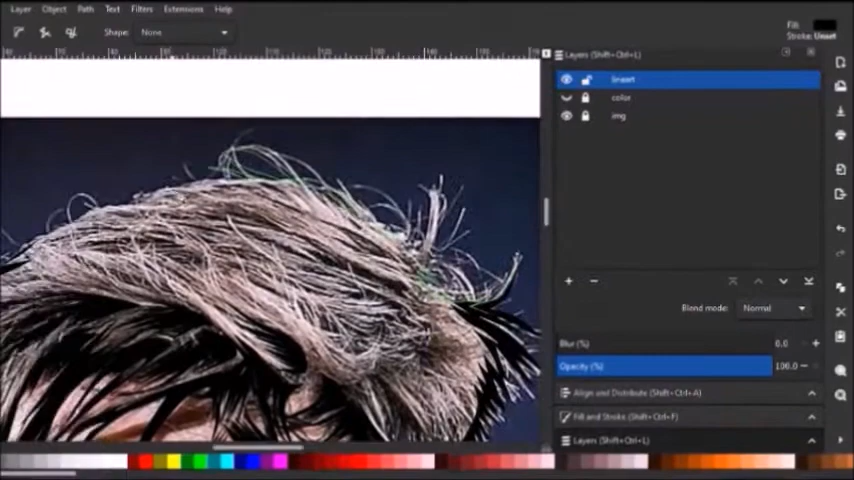 Layer Object Path Text Filters Extensions Help
Shape: None
Fill:
Stroke: Unset
Layers (Shift+Ctrl+L)
lineart
color
img
Blend mode: Normal
Blur (%) 0.0
Opacity (%) 100.0
Align and Distribute (Shift+Ctrl+A)
Fill and Stroke (Shift+Ctrl+F)
Layers (Shift+Ctrl+L)